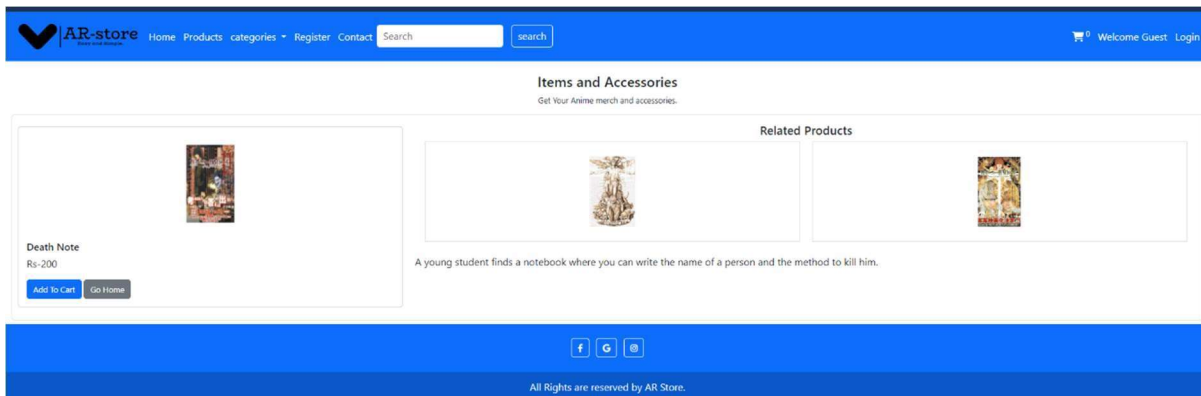 AR-store
Home Products categories Register Contact Search search
0 Welcome Guest Login
Items and Accessories
Get Your Anime merch and accessories.
Related Products
Death Note
Rs-200
Add To Cart Go Home
A young student finds a notebook where you can write the name of a person and the method to kill him.
All Rights are reserved by AR Store.